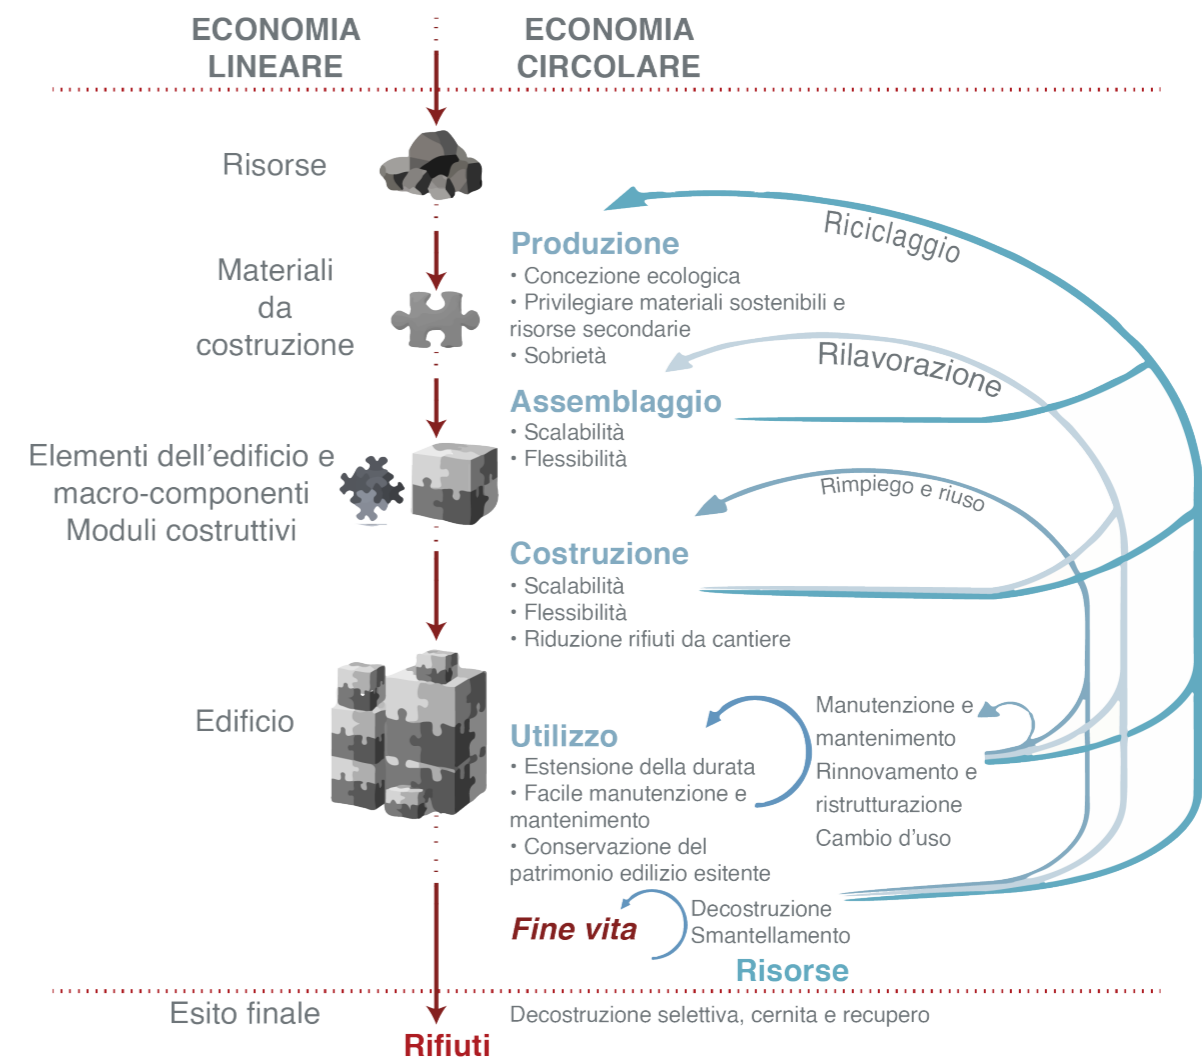 ECONOMIA
LINEARE
ECONOMIA
CIRCOLARE
Risorse
Riciclaggio
Materiali
da
costruzione
Produzione
• Concezione ecologica
• Privilegiare materiali sostenibili e
risorse secondarie
• Sobrietà
Rilavorazione
Elementi dell'edificio e
macro-componenti
Moduli costruttivi
Assemblaggio
• Scalabilità
• Flessibilità
Rimpiego e riuso
Costruzione
• Scalabilità
• Flessibilità
• Riduzione rifiuti da cantiere
Edificio
Utilizzo
• Estensione della durata
• Facile manutenzione e
mantenimento
• Conservazione del
patrimonio edilizio esitente
Manutenzione e
mantenimento
Rinnovamento e
ristrutturazione
Cambio d'uso
Fine vita
Decostruzione
Smantellamento
Risorse
Esito finale
Rifiuti
Decostruzione selettiva, cernita e recupero